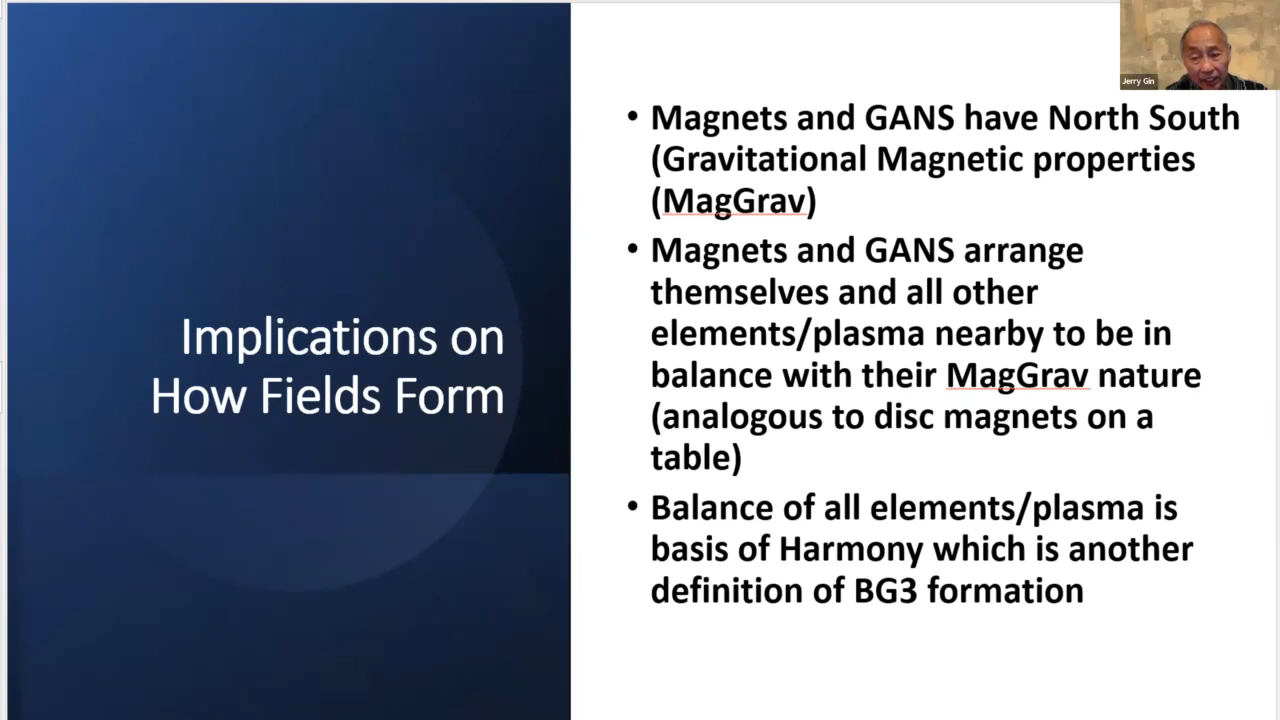 Jerry Gin
Implications on
How Fields Form
• Magnets and GANS have North South
(Gravitational Magnetic properties
(MagGrav)
• Magnets and GANS arrange
themselves and all other
elements/plasma nearby to be in
balance with their MagGrav nature
(analogous to disc magnets on a
table)
• Balance of all elements/plasma is
basis of Harmony which is another
definition of BG3 formation